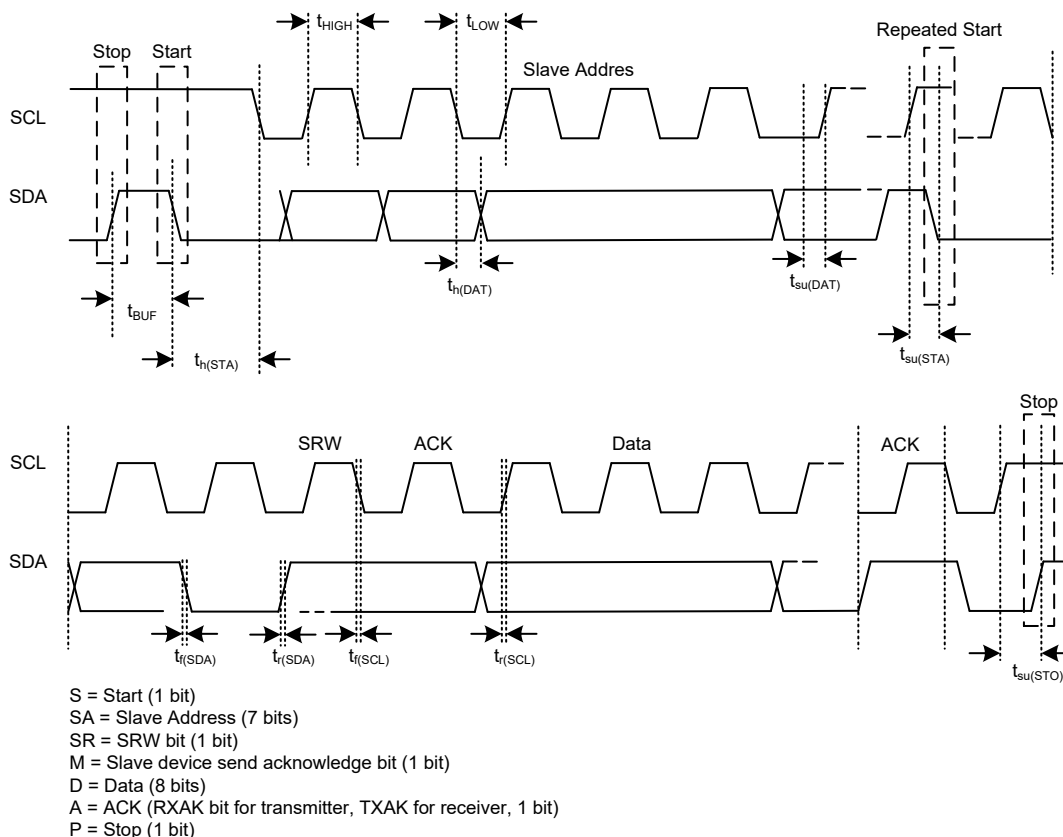 tHIGH
tLOW
Repeated Start
Stop
Start
Slave Addres
SCL
SDA
th(DAT)
tsu(DAT)
tBUF
th(STA)
tsu(STA)
Stop
SRW
ACK
Data
ACK
SCL
SDA
tf(SDA)
tr(SDA)
tf(SCL)
tr(SCL)
tsu(STO)
S = Start (1 bit)
SA = Slave Address (7 bits)
SR = SRW bit (1 bit)
M = Slave device send acknowledge bit (1 bit)
D = Data (8 bits)
A = ACK (RXAK bit for transmitter, TXAK for receiver, 1 bit)
P = Stop (1 bit)